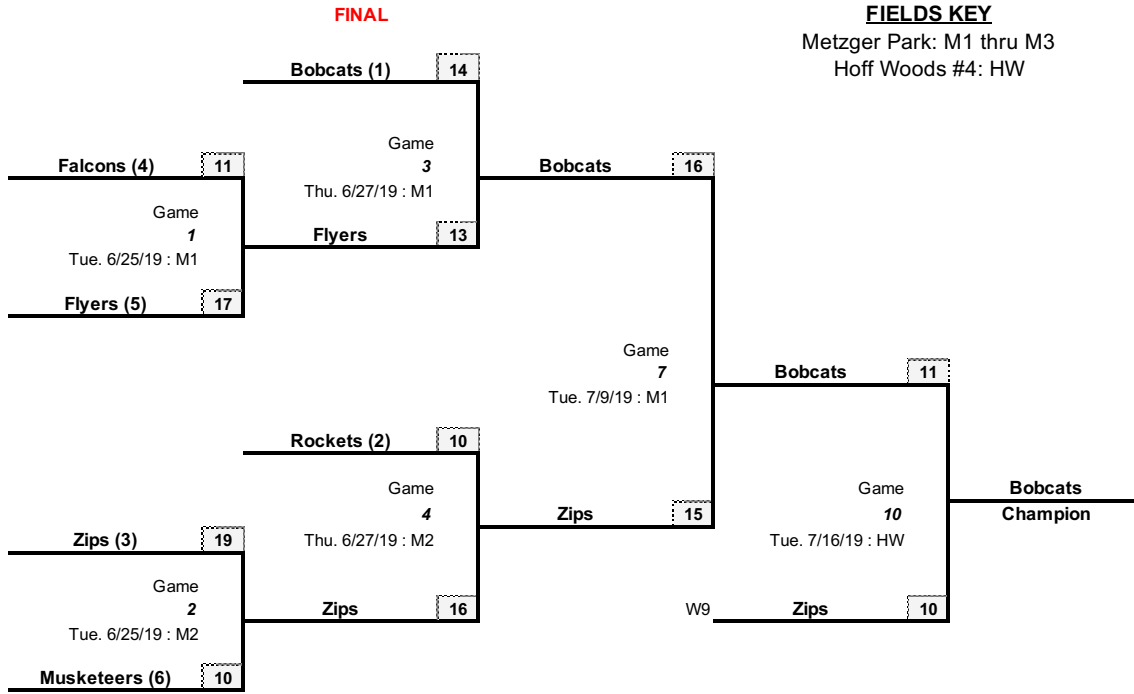 FINAL
FIELDS KEY
Metzger Park: M1 thru M3
Hoff Woods #4: HW
Bobcats (1) 14
Game
3
Thu. 6/27/19 : M1
Falcons (4) 11
Bobcats 16
Game
1
Tue. 6/25/19 : M1
Flyers 13
Flyers (5) 17
Game
7
Tue. 7/9/19 : M1
Bobcats 11
Rockets (2) 10
Game
4
Thu. 6/27/19 : M2
Game
10
Tue. 7/16/19 : HW
Bobcats
Champion
Zips 15
Zips (3) 19
Game
2
Tue. 6/25/19 : M2
Zips 16
W9 Zips 10
Musketeers (6) 10